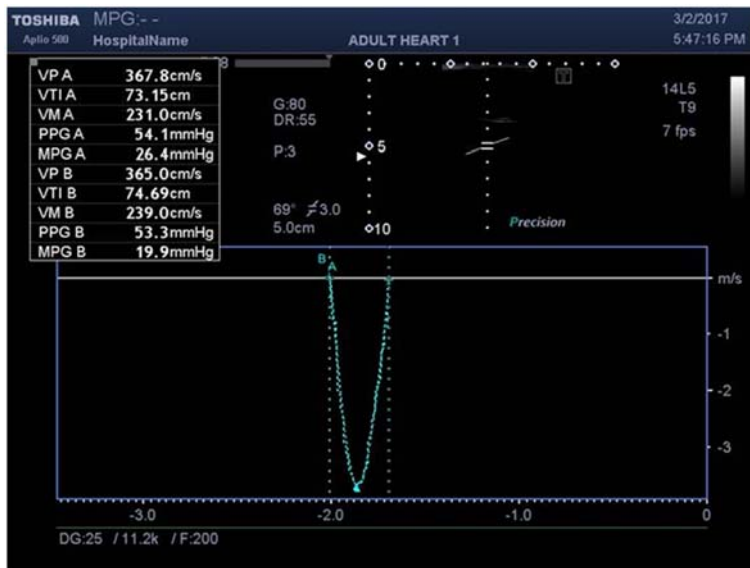 TOSHIBA MPG:- - 3/2/2017
Aplio 500 HospitalName ADULT HEART 1 5:47:16 PM
VP A 367.8cm/s
VTI A 73.15cm
VM A 231.0cm/s
PPG A 54.1mmHg
MPG A 26.4mmHg
VP B 365.0cm/s
VTI B 74.69cm
VM B 239.0cm/s
PPG B 53.3mmHg
MPG B 19.9mmHg
0
G:80
DR:55
P:3
5
69° 3.0
5.0cm
10
T
14L5
T9
7 fps
Precision
B A
m/s
-1
-2
-3
-3.0 -2.0 -1.0 0
DG:25 /11.2k /F:200